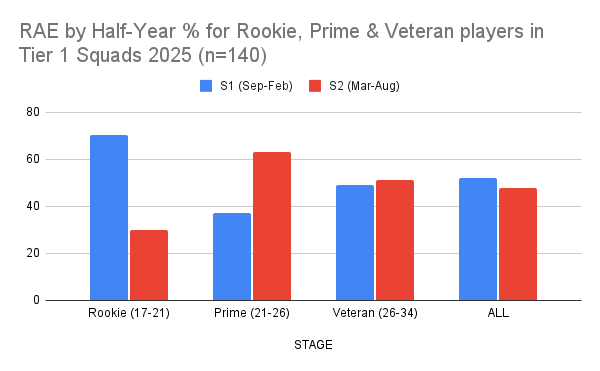 RAE by Half-Year % for Rookie, Prime & Veteran players in
Tier 1 Squads 2025 (n=140)
S1 (Sep-Feb) S2 (Mar-Aug)
80
60
40
20
0
Rookie (17-21) Prime (21-26) Veteran (26-34) ALL
STAGE